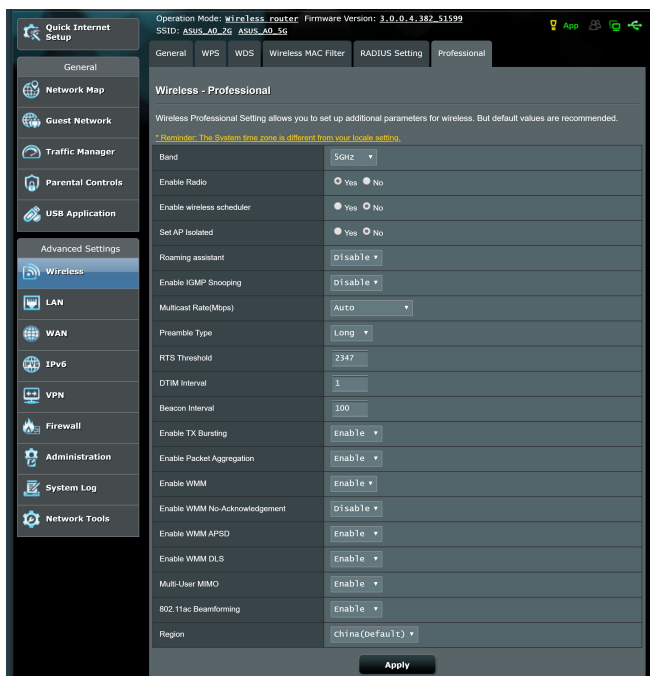 Quick Internet
Setup
General
Network Map
Guest Network
Traffic Manager
Parental Controls
USB Application
Advanced Settings
Wireless
LAN
WAN
IPv6
VPN
Firewall
Administration
System Log
Network Tools
Operation Mode: Wireless router Firmware Version: 3.0.0.4.382_51599
SSID: ASUS_A0_2G ASUS_A0_5G
App
General WPS WDS Wireless MAC Filter RADIUS Setting Professional
Wireless - Professional
Wireless Professional Setting allows you to set up additional parameters for wireless. But default values are recommended.
* Reminder: The System time zone is different from your locale setting.
Band 5GHz
Enable Radio Yes No
Enable wireless scheduler Yes No
Set AP Isolated Yes No
Roaming assistant Disable
Enable IGMP Snooping Disable
Multicast Rate(Mbps) Auto
Preamble Type Long
RTS Threshold 2347
DTIM Interval 1
Beacon Interval 100
Enable TX Bursting Enable
Enable Packet Aggregation Enable
Enable WMM Enable
Enable WMM No-Acknowledgement Disable
Enable WMM APSD Enable
Enable WMM DLS Enable
Multi-User MIMO Enable
802.11ac Beamforming Enable
Region China(Default)
Apply